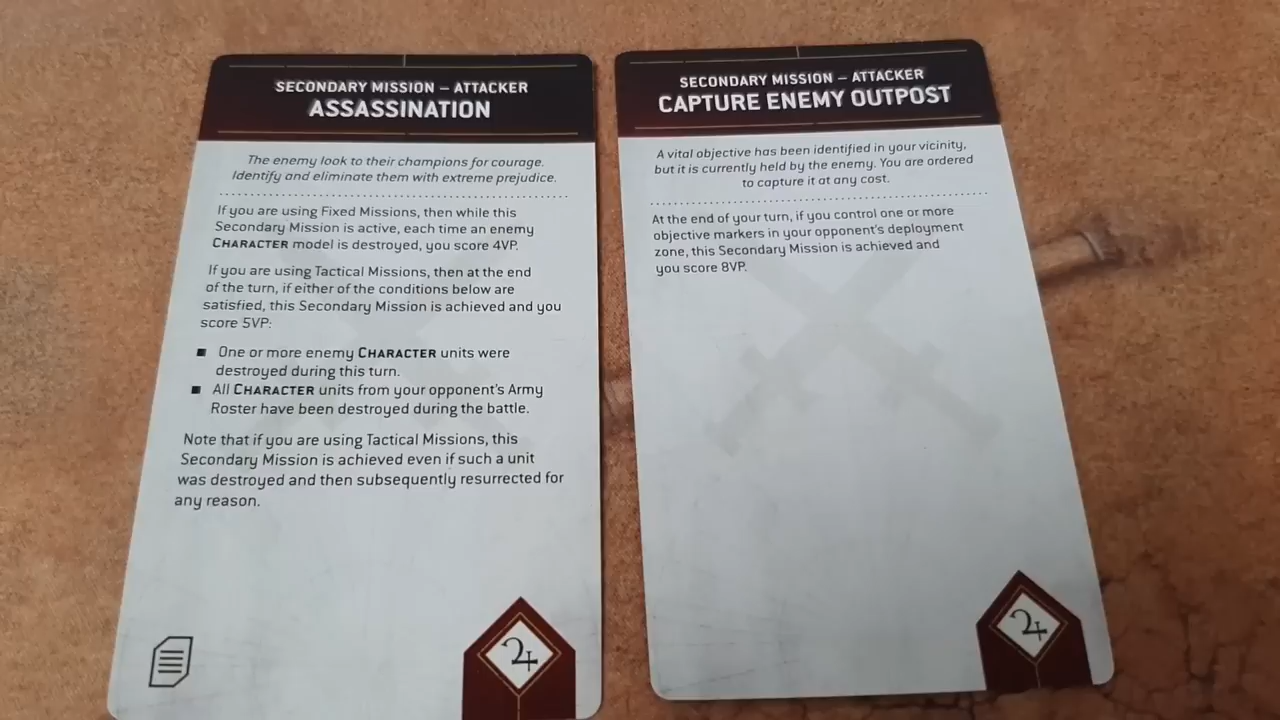 SECONDARY MISSION – ATTACKER
ASSASSINATION
The enemy look to their champions for courage.
Identify and eliminate them with extreme prejudice.
If you are using Fixed Missions, then while this
Secondary Mission is active, each time an enemy
CHARACTER model is destroyed, you score 4VP.
If you are using Tactical Missions, then at the end
of the turn, if either of the conditions below are
satisfied, this Secondary Mission is achieved and you
score 5VP:
■ One or more enemy CHARACTER units were
destroyed during this turn.
■ All CHARACTER units from your opponent's Army
Roster have been destroyed during the battle.
Note that if you are using Tactical Missions, this
Secondary Mission is achieved even if such a unit
was destroyed and then subsequently resurrected for
any reason.
SECONDARY MISSION – ATTACKER
CAPTURE ENEMY OUTPOST
A vital objective has been identified in your vicinity,
but it is currently held by the enemy. You are ordered
to capture it at any cost.
At the end of your turn, if you control one or more
objective markers in your opponent's deployment
zone, this Secondary Mission is achieved and
you score 8VP.